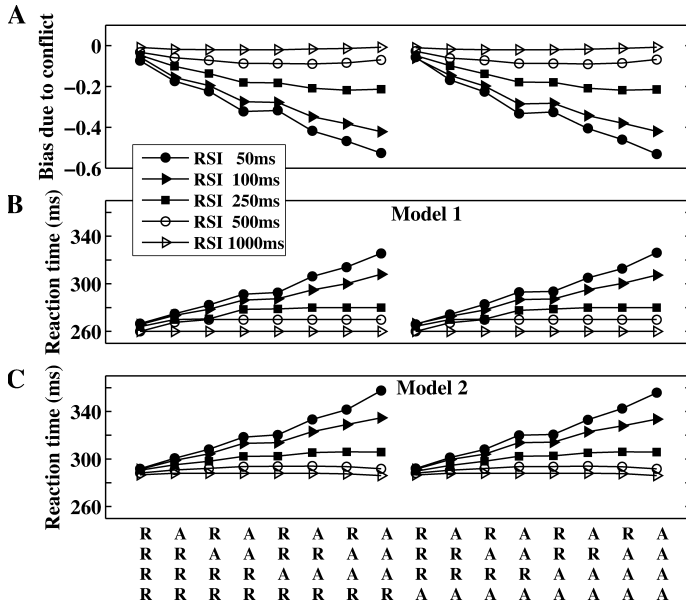 A
Bias due to conflict
0
−0.2
−0.4
−0.6
RSI 50ms
RSI 100ms
RSI 250ms
RSI 500ms
RSI 1000ms
B
Reaction time (ms)
340
300
260
Model 1
C
Reaction time (ms)
340
300
260
Model 2
R A R A R A R A R A R A R A R A
R R A A R R A A R R A A R R A A
R R R R A A A A R R R R A A A A
R R R R R R R R A A A A A A A A